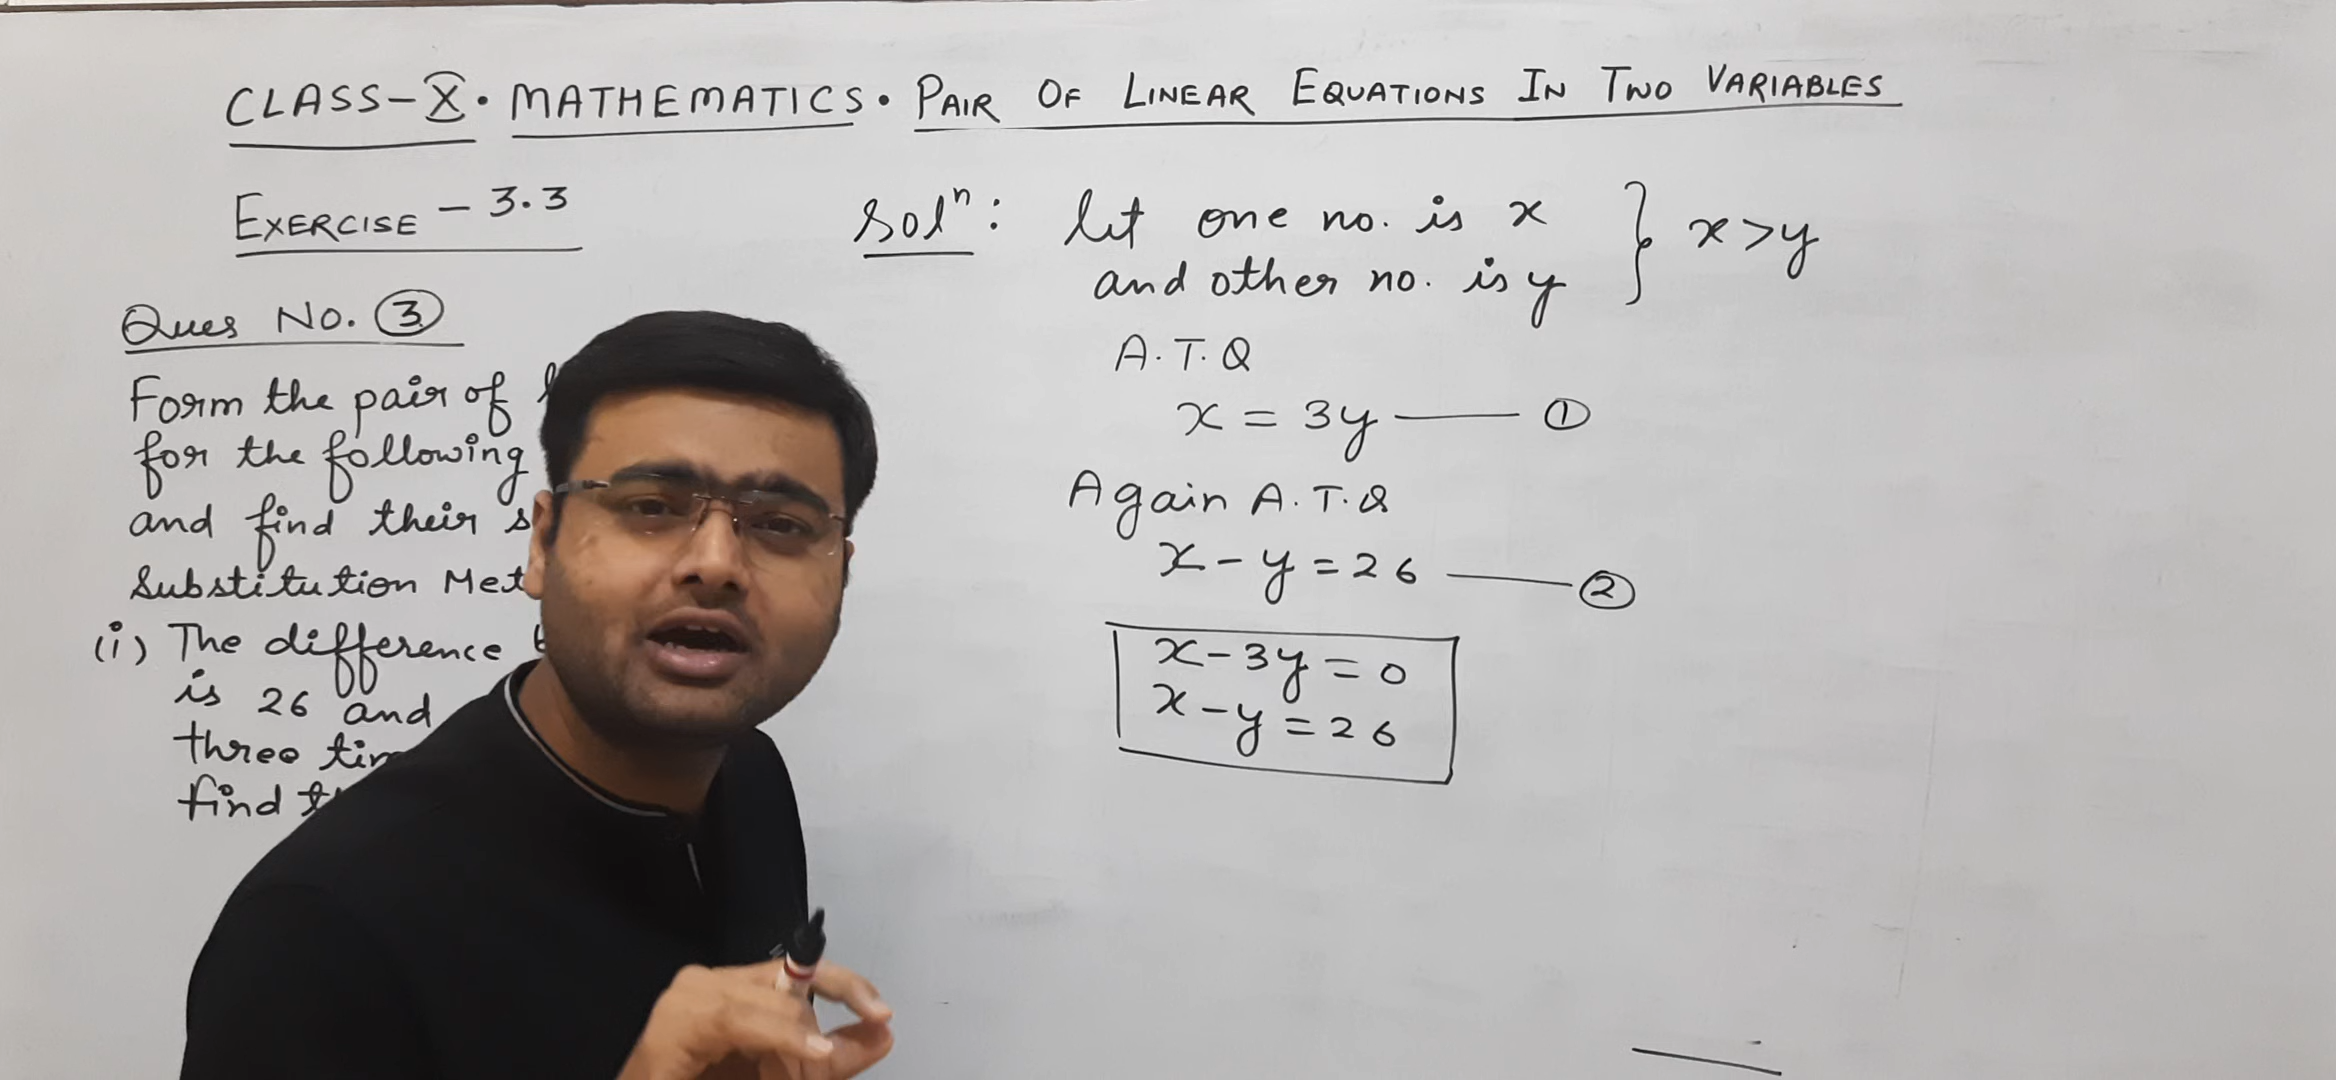 CLASS-X • MATHEMATICS • PAIR OF LINEAR EQUATIONS IN TWO VARIABLES
EXERCISE - 3.3
Ques No. ③
Form the pair of
for the following
and find their
Substitution
(i) The difference
is 26 and
three
find
Solⁿ: let one no. is x } x>y
and other no. is y
A.T.Q
x = 3y —— ①
Again A.T.Q
x - y = 26 —— ②
x - 3y = 0
x - y = 26